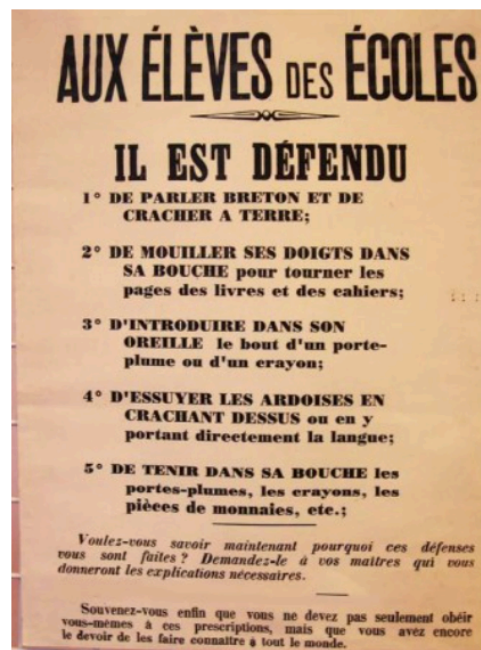 AUX ÉLÈVES DES ÉCOLES
IL EST DÉFENDU
1° DE PARLER BRETON ET DE
CRACHER A TERRE;
2° DE MOUILLER SES DOIGTS DANS
SA BOUCHE pour tourner les
pages des livres et des cahiers;
3° D'INTRODUIRE DANS SON
OREILLE le bout d'un porte-
plume ou d'un crayon;
4° D'ESSUYER LES ARDOISES EN
CRACHANT DESSUS ou en y
portant directement la langue;
5° DE TENIR DANS SA BOUCHE les
portes-plumes, les crayons, les
pièces de monnaies, etc.;
Voulez-vous savoir maintenant pourquoi ces défenses
vous sont faites ? Demandez-le à vos maîtres qui vous
donneront les explications nécessaires.
Souvenez-vous enfin que vous ne devez pas seulement obéir
vous-mêmes à ces prescriptions, mais que vous avez encore
le devoir de les faire connaître à tout le monde.